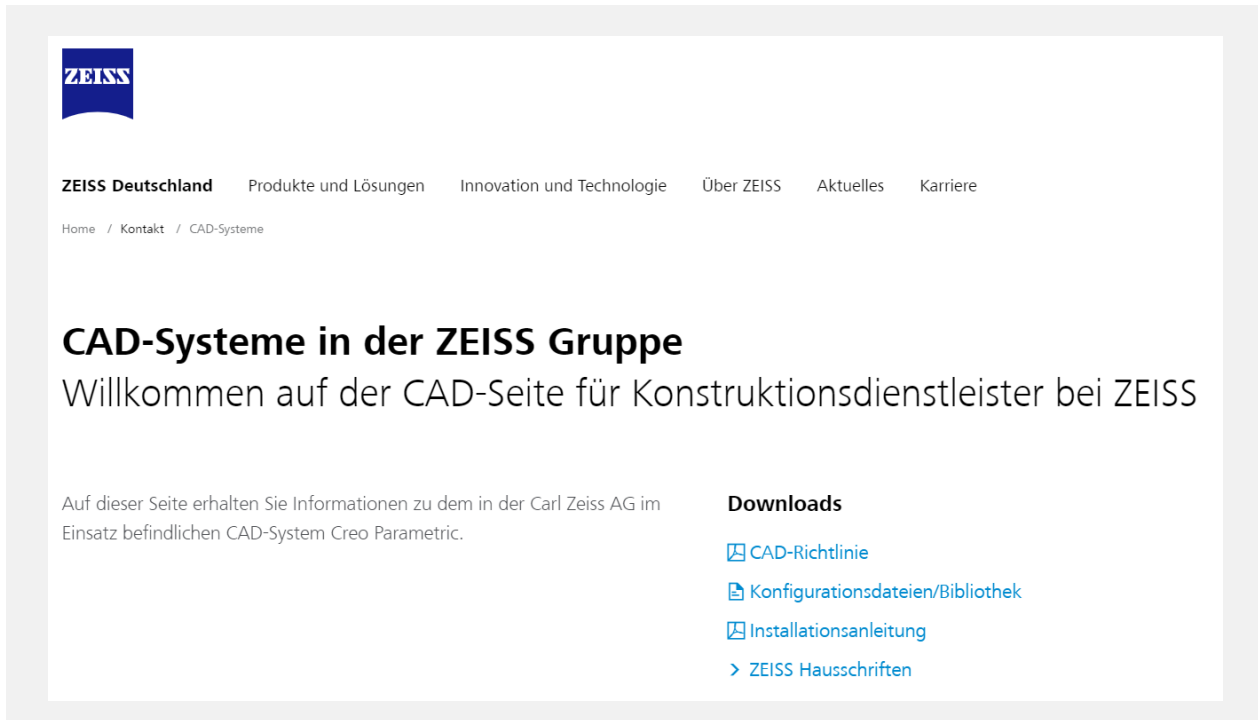 ZEISS
ZEISS Deutschland Produkte und Lösungen Innovation und Technologie Über ZEISS Aktuelles Karriere
Home / Kontakt / CAD-Systeme
CAD-Systeme in der ZEISS Gruppe
Willkommen auf der CAD-Seite für Konstruktionsdienstleister bei ZEISS
Auf dieser Seite erhalten Sie Informationen zu dem in der Carl Zeiss AG im
Einsatz befindlichen CAD-System Creo Parametric.
Downloads
CAD-Richtlinie
Konfigurationsdateien/Bibliothek
Installationsanleitung
ZEISS Hausschriften